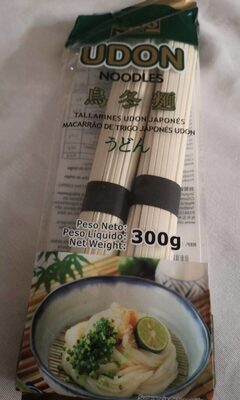 UDON
NOODLES
烏冬麵
TALLARINES UDON JAPONÉS
MACARRÃO DE TRIGO JAPONÊS UDON
うどん
Peso Neto:
Peso Líquido:
Net Weight: 300g